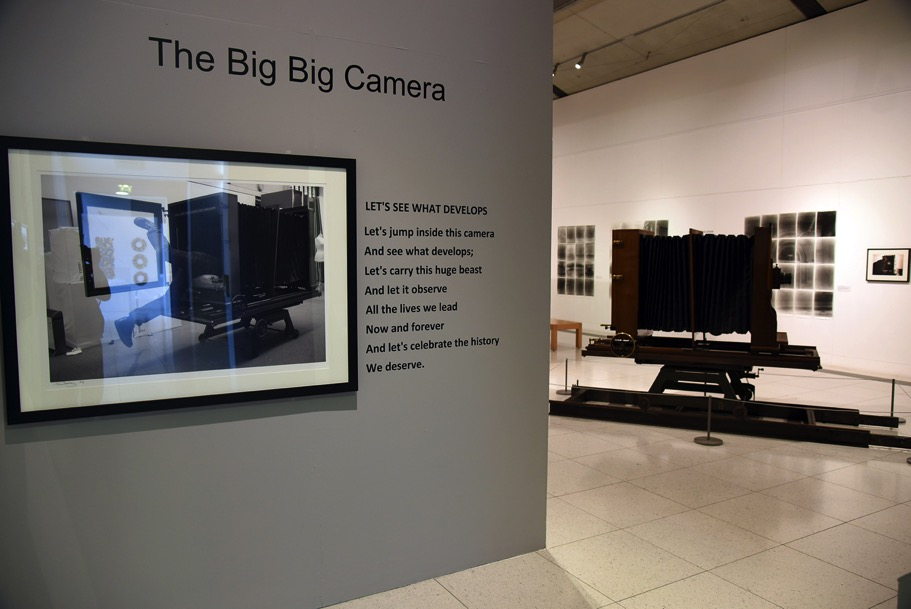 The Big Big Camera
LET'S SEE WHAT DEVELOPS
Let's jump inside this camera
And see what develops;
Let's carry this huge beast
And let it observe
All the lives we lead
Now and forever
And let's celebrate the history
We deserve.